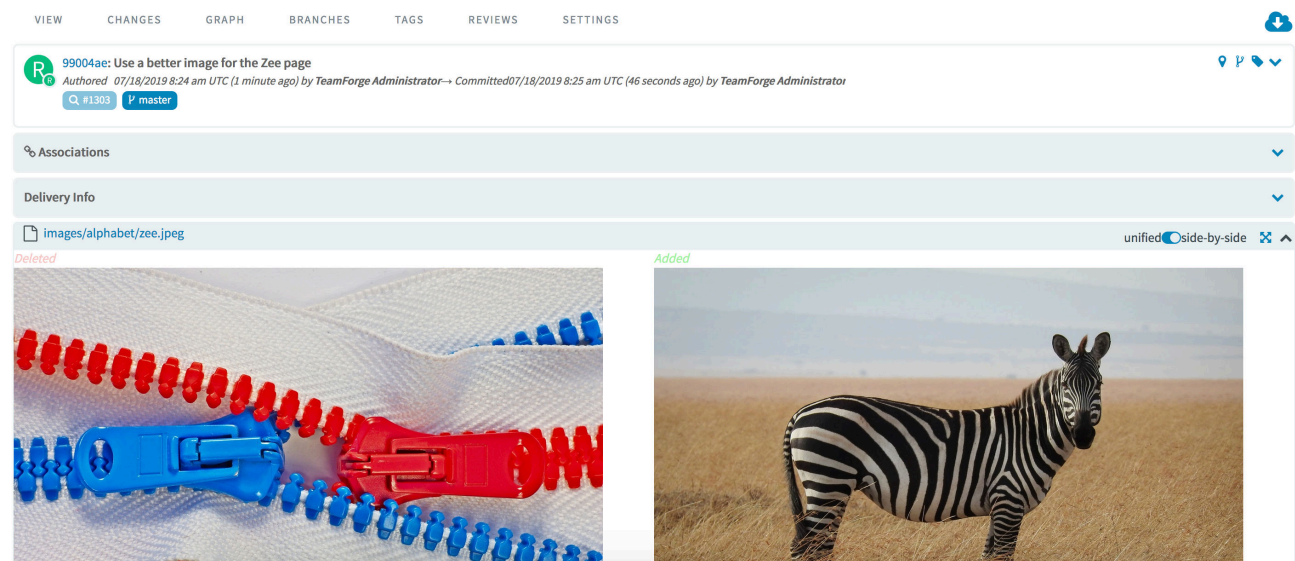 VIEW CHANGES GRAPH BRANCHES TAGS REVIEWS SETTINGS
R R
99004ae: Use a better image for the Zee page
Authored 07/18/2019 8:24 am UTC (1 minute ago) by TeamForge Administrator→ Committed07/18/2019 8:25 am UTC (46 seconds ago) by TeamForge Administrator
#1303 master
Associations
Delivery Info
images/alphabet/zee.jpeg
unified side-by-side
Deleted Added